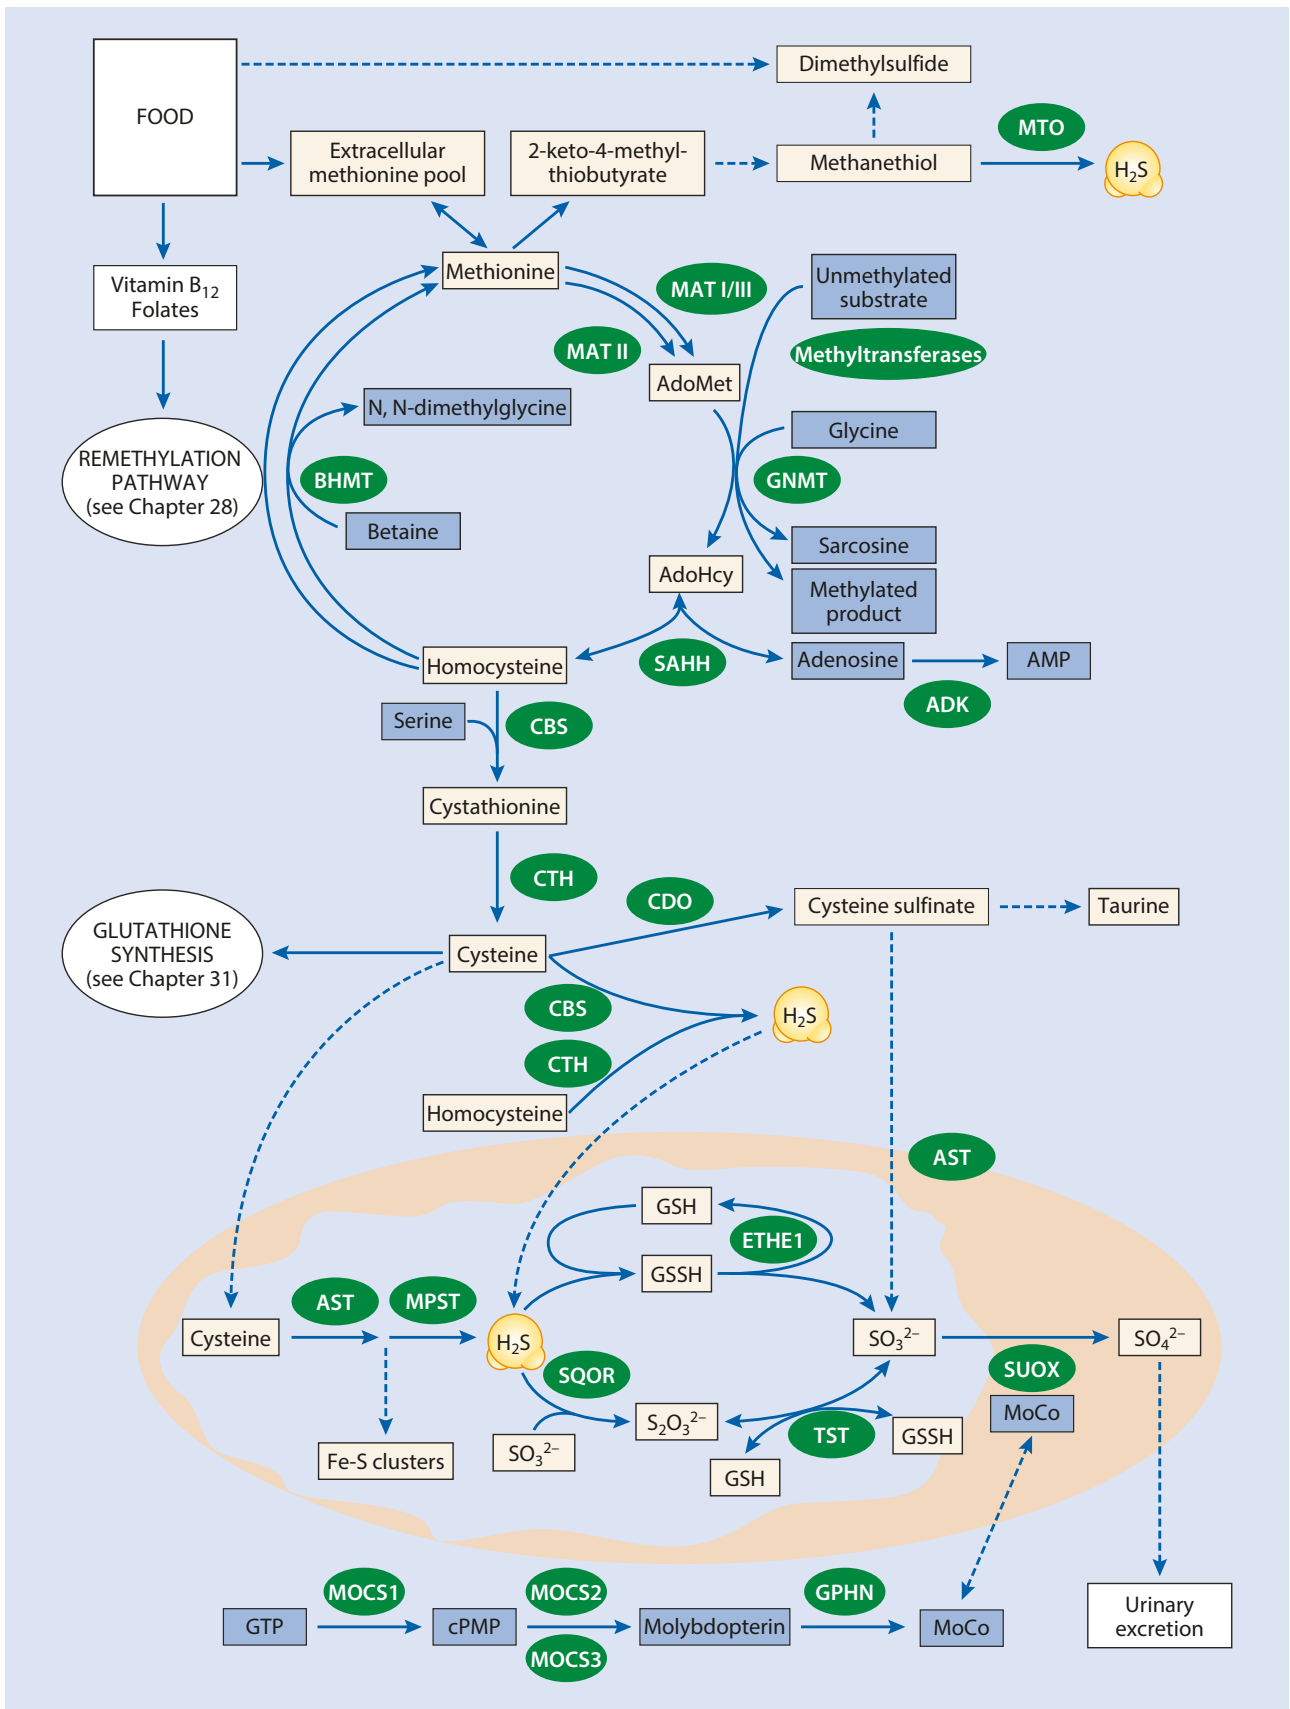 FOOD
Dimethylsulfide
MTO
Extracellular
methionine pool
2-keto-4-methyl-
thiobutyrate
Methanethiol
H₂S
Methionine
Vitamin B₁₂
Folates
MAT I/III
Unmethylated
substrate
MAT II
Methyltransferases
AdoMet
N, N-dimethylglycine
Glycine
REMETHYLATION
PATHWAY
(see Chapter 28)
BHMT
GNMT
Betaine
Sarcosine
AdoHcy
Methylated
product
Homocysteine
SAHH
Adenosine
AMP
ADK
Serine
CBS
Cystathionine
CTH
CDO
Cysteine sulfinate
Taurine
GLUTATHIONE
SYNTHESIS
(see Chapter 31)
Cysteine
CBS
H₂S
CTH
Homocysteine
AST
GSH
ETHE1
GSSH
AST
MPST
Cysteine
H₂S
SO₃²⁻
SO₄²⁻
SQOR
SUOX
MoCo
S₂O₃²⁻
TST
GSSH
Fe-S clusters
SO₃²⁻
GSH
MOCS1
MOCS2
GPHN
GTP
cPMP
Molybdopterin
MoCo
Urinary
excretion
MOCS3